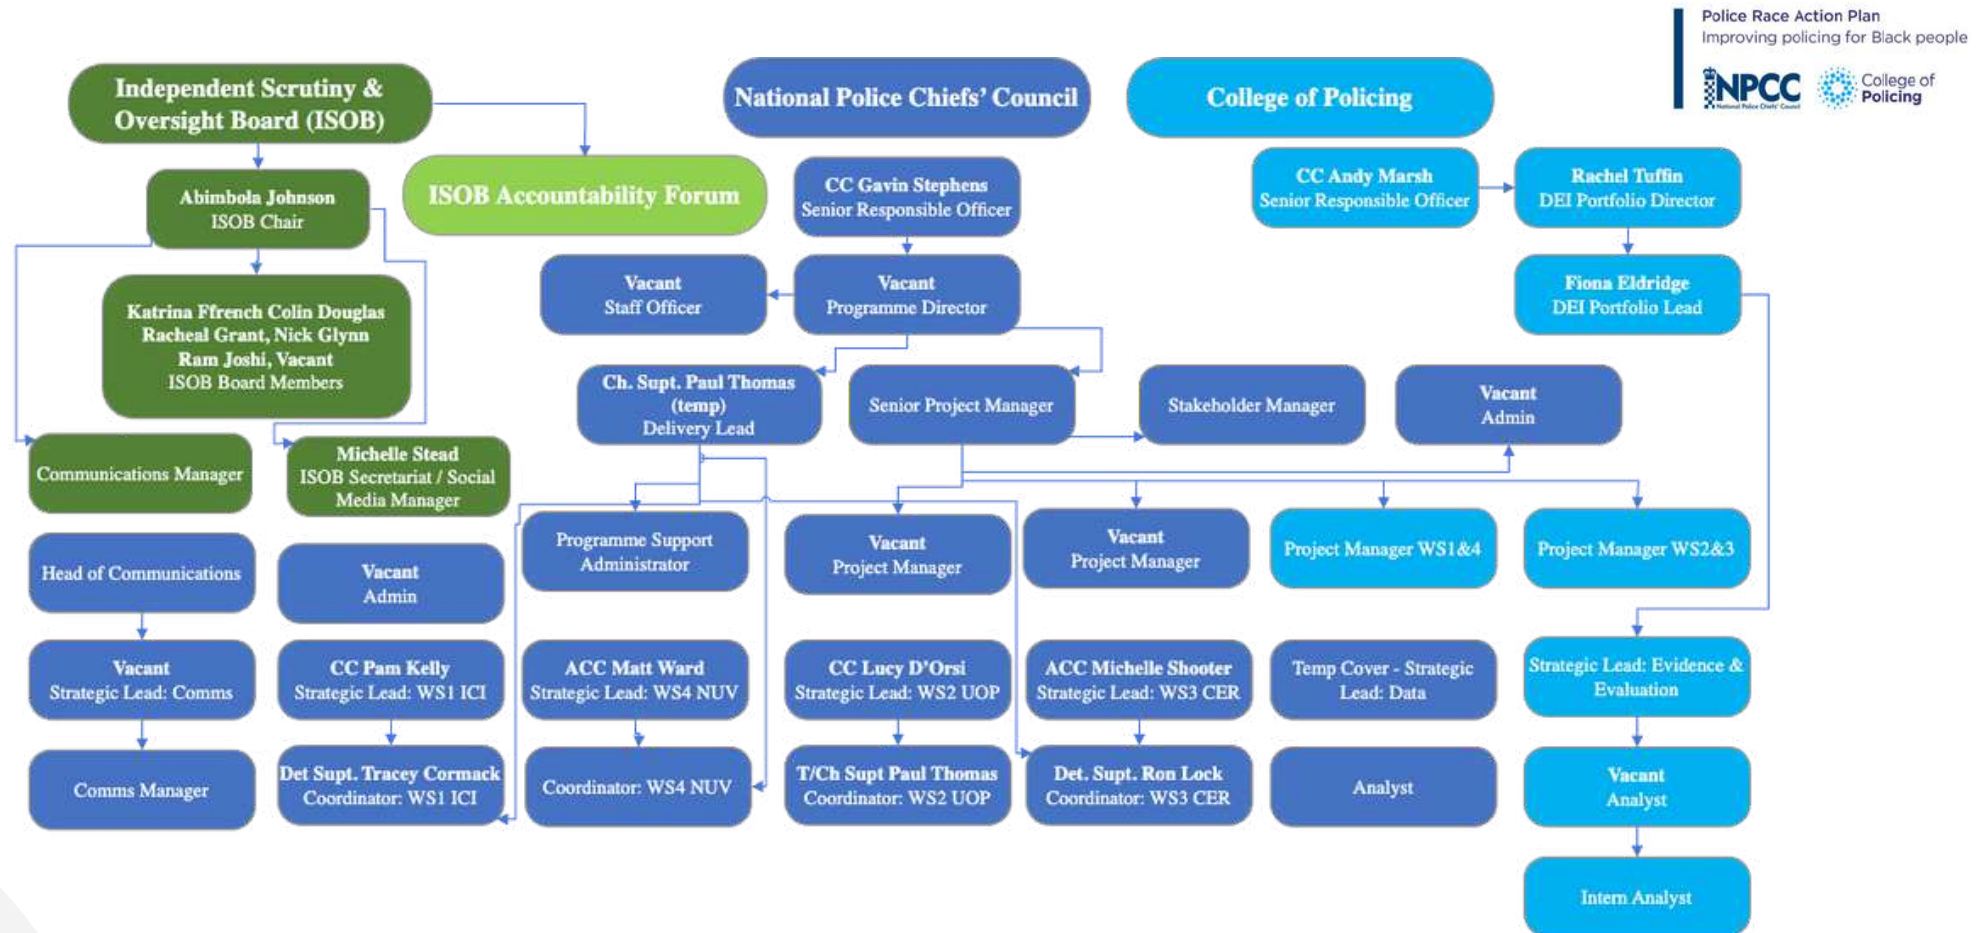 Police Race Action Plan
Improving policing for Black people
NPCC
National Police Chiefs' Council
College of
Policing
Independent Scrutiny &
Oversight Board (ISOB)
National Police Chiefs' Council
College of Policing
Abimbola Johnson
ISOB Chair
ISOB Accountability Forum
CC Gavin Stephens
Senior Responsible Officer
CC Andy Marsh
Senior Responsible Officer
Rachel Tuffin
DEI Portfolio Director
Katrina Ffrench Colin Douglas
Racheal Grant, Nick Glynn
Ram Joshi, Vacant
ISOB Board Members
Vacant
Staff Officer
Vacant
Programme Director
Fiona Eldridge
DEI Portfolio Lead
Ch. Supt. Paul Thomas
(temp)
Delivery Lead
Senior Project Manager
Stakeholder Manager
Vacant
Admin
Communications Manager
Michelle Stead
ISOB Secretariat / Social
Media Manager
Head of Communications
Vacant
Admin
Programme Support
Administrator
Vacant
Project Manager
Vacant
Project Manager
Project Manager WS1&4
Project Manager WS2&3
Vacant
Strategic Lead: Comms
CC Pam Kelly
Strategic Lead: WS1 ICI
ACC Matt Ward
Strategic Lead: WS4 NUV
CC Lucy D'Orsi
Strategic Lead: WS2 UOP
ACC Michelle Shooter
Strategic Lead: WS3 CER
Temp Cover - Strategic
Lead: Data
Strategic Lead: Evidence &
Evaluation
Comms Manager
Det Supt. Tracey Cormack
Coordinator: WS1 ICI
Coordinator: WS4 NUV
T/Ch Supt Paul Thomas
Coordinator: WS2 UOP
Det. Supt. Ron Lock
Coordinator: WS3 CER
Analyst
Vacant
Analyst
Intern Analyst